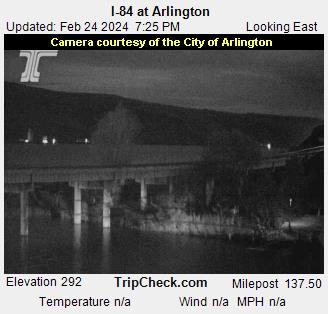 I-84 at Arlington
Updated: Feb 24 2024 7:25 PM Looking East
Camera courtesy of the City of Arlington
Elevation 292 TripCheck.com Milepost 137.50
Temperature n/a Wind n/a MPH n/a